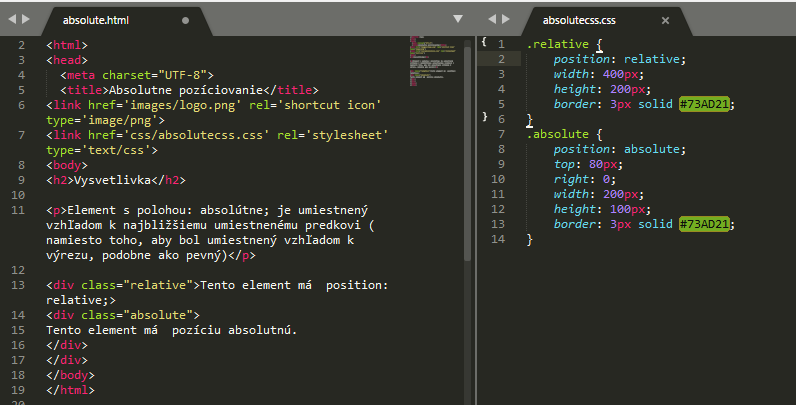 absolute.html
2 <html>
3 <head>
4 <meta charset="UTF-8">
5 <title>Absolutne pozíciovanie</title>
6 <link href='images/logo.png' rel='shortcut icon'
type='image/png'>
7 <link href='css/absolutecss.css' rel='stylesheet'
type='text/css'>
8 <body>
9 <h2>Vysvetlivka</h2>
10
11 <p>Element s polohou: absolútne; je umiestnený
vzhľadom k najbližšiemu umiestnenému predkovi (
namiesto toho, aby bol umiestnený vzhľadom k
výrezu, podobne ako pevný)</p>
12
13 <div class="relative">Tento element má  position:
relative;>
14 <div class="absolute">
15 Tento element má  pozíciu absolutnú.
16 </div>
17 </div>
18 </body>
19 </html>
20
absolutecss.css
1 .relative {
2 position: relative;
3 width: 400px;
4 height: 200px;
5 border: 3px solid #73AD21;
6 }
7 .absolute {
8 position: absolute;
9 top: 80px;
10 right: 0;
11 width: 200px;
12 height: 100px;
13 border: 3px solid #73AD21;
14 }